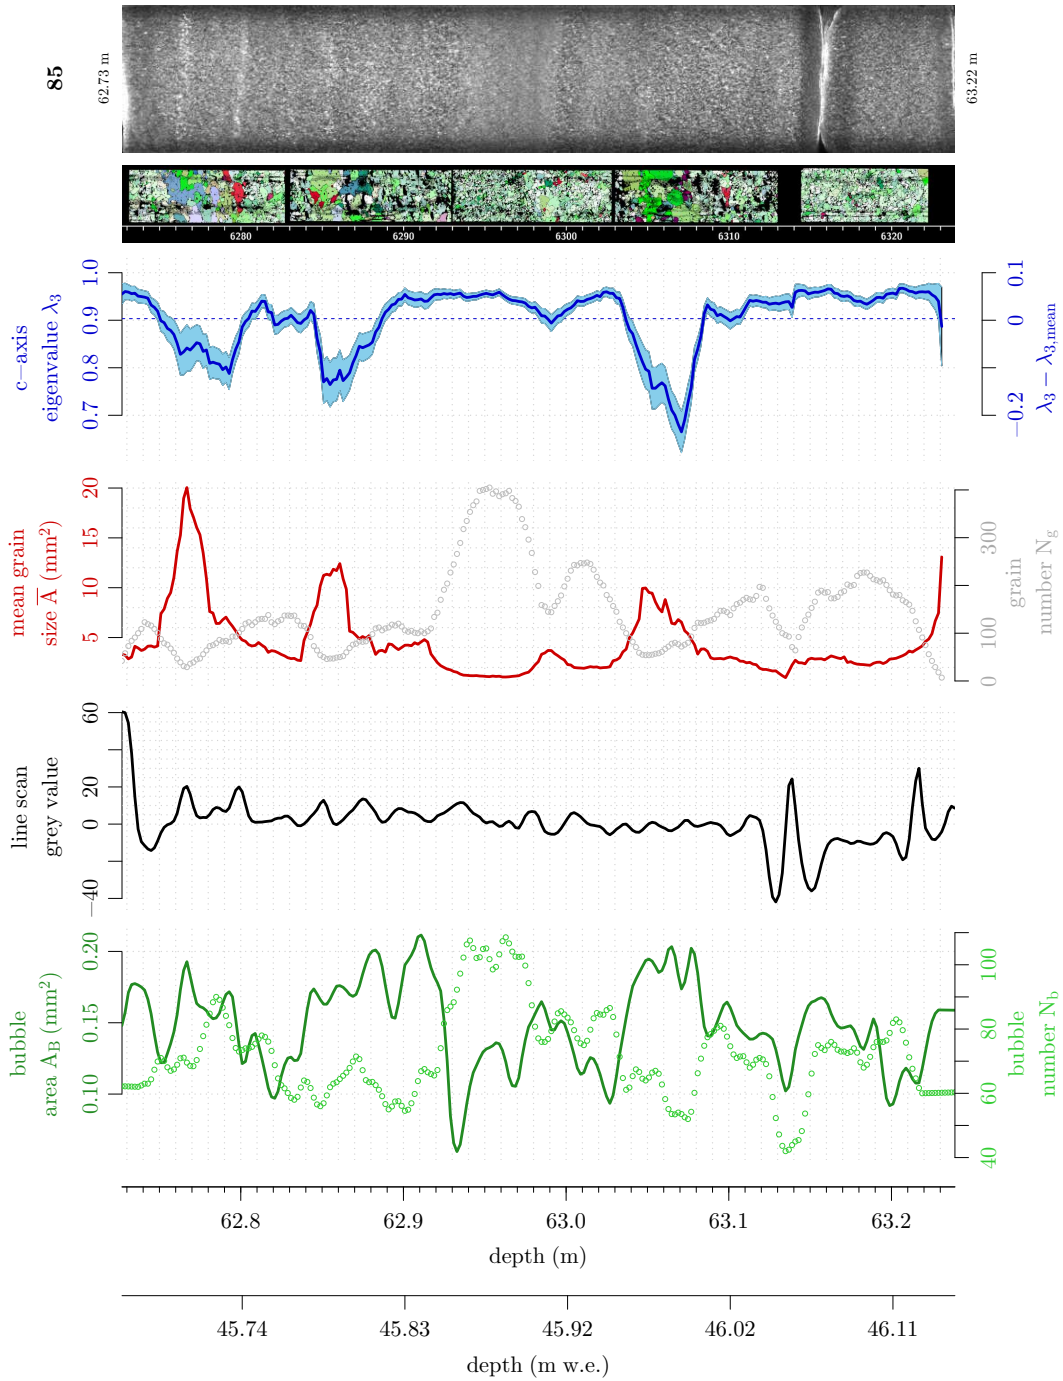 85
62.73 m
63.22 m
6280 6290 6300 6310 6320
c−axis
eigenvalue λ3
1.0
0.9
0.8
0.7
0.1
0
−0.2
λ3 − λ3,mean
mean grain
size A (mm²)
20
15
10
5
300
100
0
grain
number Ng
line scan
grey value
60
20
0
−40
bubble
area AB (mm²)
0.20
0.15
0.10
100
80
60
40
bubble
number Nb
62.8 62.9 63.0 63.1 63.2
depth (m)
45.74 45.83 45.92 46.02 46.11
depth (m w.e.)